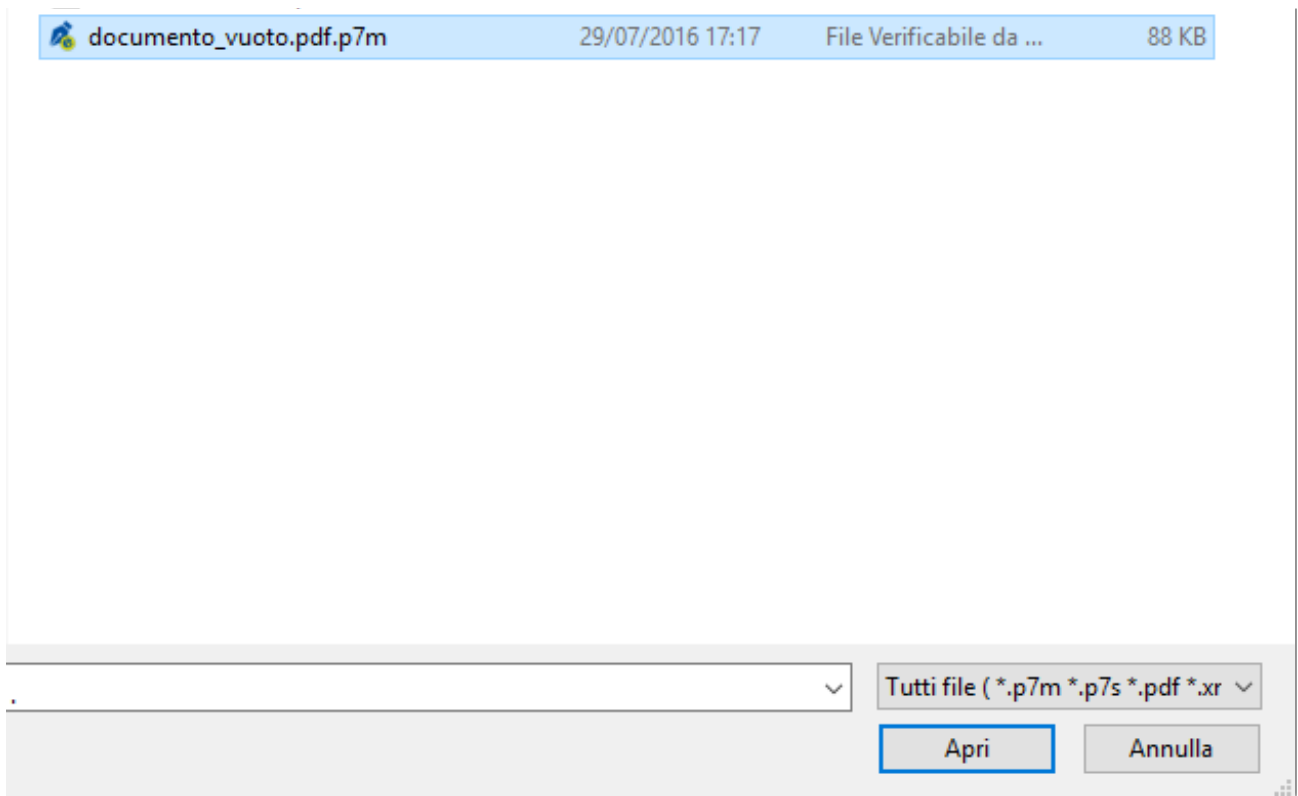 documento_vuoto.pdf.p7m 29/07/2016 17:17 File Verificabile da ... 88 KB
Tutti file ( *.p7m *.p7s *.pdf *.xr
Apri Annulla